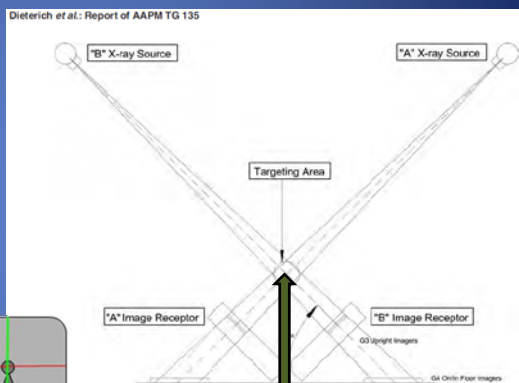 Dieterich et al.: Report of AAPM TG 135
"B" X-ray Source
"A" X-ray Source
Targeting Area
"A" Image Receptor
"B" Image Receptor
G3 Upright Imagers
G4 On/In Floor Imagers